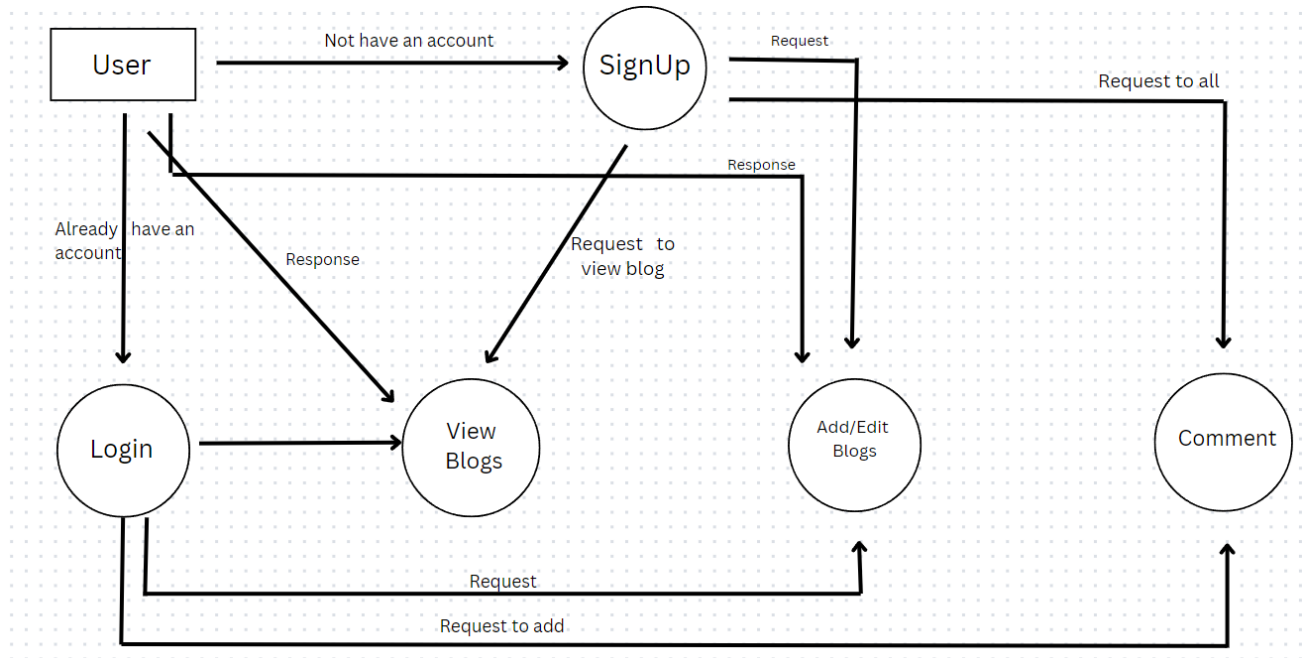 Not have an account
Request
User
SignUp
Request to all
Response
Already have an
account
Request to
view blog
Response
Login
View
Blogs
Add/Edit
Blogs
Comment
Request
Request to add